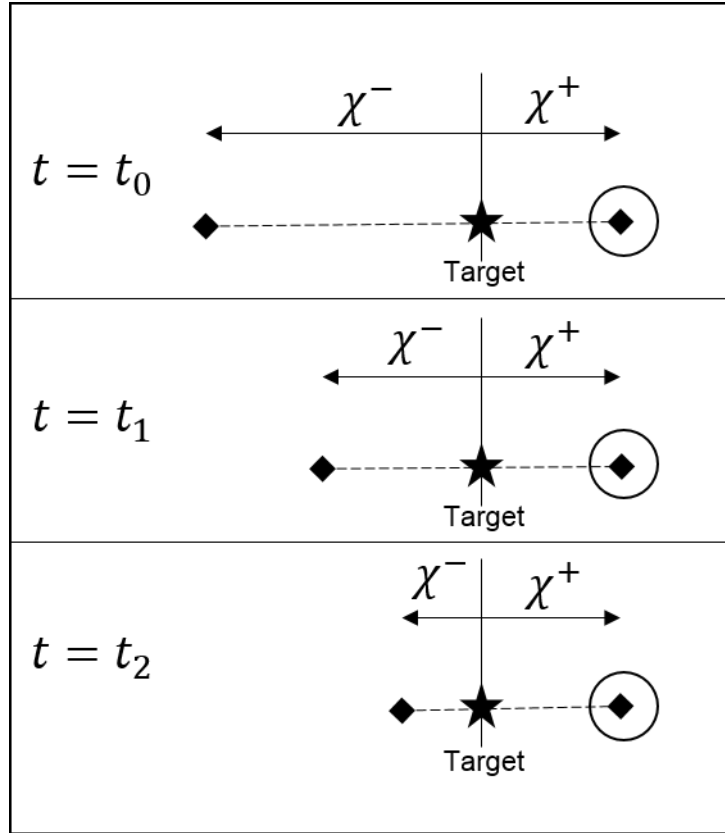 χ⁻ χ⁺
t = t₀
Target
χ⁻ χ⁺
t = t₁
Target
χ⁻ χ⁺
t = t₂
Target